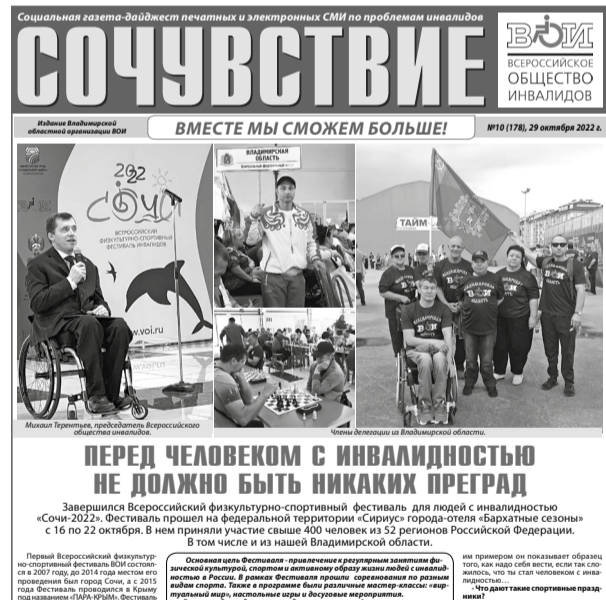 Социальная газета-дайджест печатных и электронных СМИ по проблемам инвалидов
СОЧУВСТВИЕ
ВОИ
ВСЕРОССИЙСКОЕ
ОБЩЕСТВО
ИНВАЛИДОВ
Издание Владимирской
областной организации ВОИ
ВМЕСТЕ МЫ СМОЖЕМ БОЛЬШЕ!
№10 (178), 29 октября 2022 г.
ВОИ
2022
СОЧИ
ВСЕРОССИЙСКИЙ
ФИЗКУЛЬТУРНО-СПОРТИВНЫЙ
ФЕСТИВАЛЬ ИНВАЛИДОВ
www.voi.ru
ВЛАДИМИРСКАЯ
ОБЛАСТЬ
ТАЙМ
Михаил Терентьев, председатель Всероссийского
общества инвалидов.
Члены делегации из Владимирской области.
ПЕРЕД ЧЕЛОВЕКОМ С ИНВАЛИДНОСТЬЮ
НЕ ДОЛЖНО БЫТЬ НИКАКИХ ПРЕГРАД
Завершился Всероссийский физкультурно-спортивный фестиваль для людей с инвалидностью
«Сочи-2022». Фестиваль прошел на федеральной территории «Сириус» города-отеля «Бархатные сезоны»
с 16 по 22 октября. В нем приняли участие свыше 400 человек из 52 регионов Российской Федерации.
В том числе и из нашей Владимирской области.
Первый Всероссийский физкультур-
но-спортивный фестиваль ВОИ состоял-
ся в 2007 году, до 2014 года местом его
проведения был город Сочи, а с 2015
года Фестиваль проводился в Крыму
под названием «ПАРА-КРЫМ». Фестиваль
Основная цель Фестиваля - привлечение к регулярным занятиям фи-
зической культурой, спортом и активному образу жизни людей с инвалид-
ностью в России. В рамках Фестиваля прошли соревнования по разным
видам спорта. Также в программе были различные мастер-классы: «вир-
туальный мир», настольные игры и досуговые мероприятия.
им примером он показывает образец
того, как надо себя вести, если так сло-
жилось, что ты стал человеком с инва-
лидностью…
- Что дают такие спортивные празд-
ники?